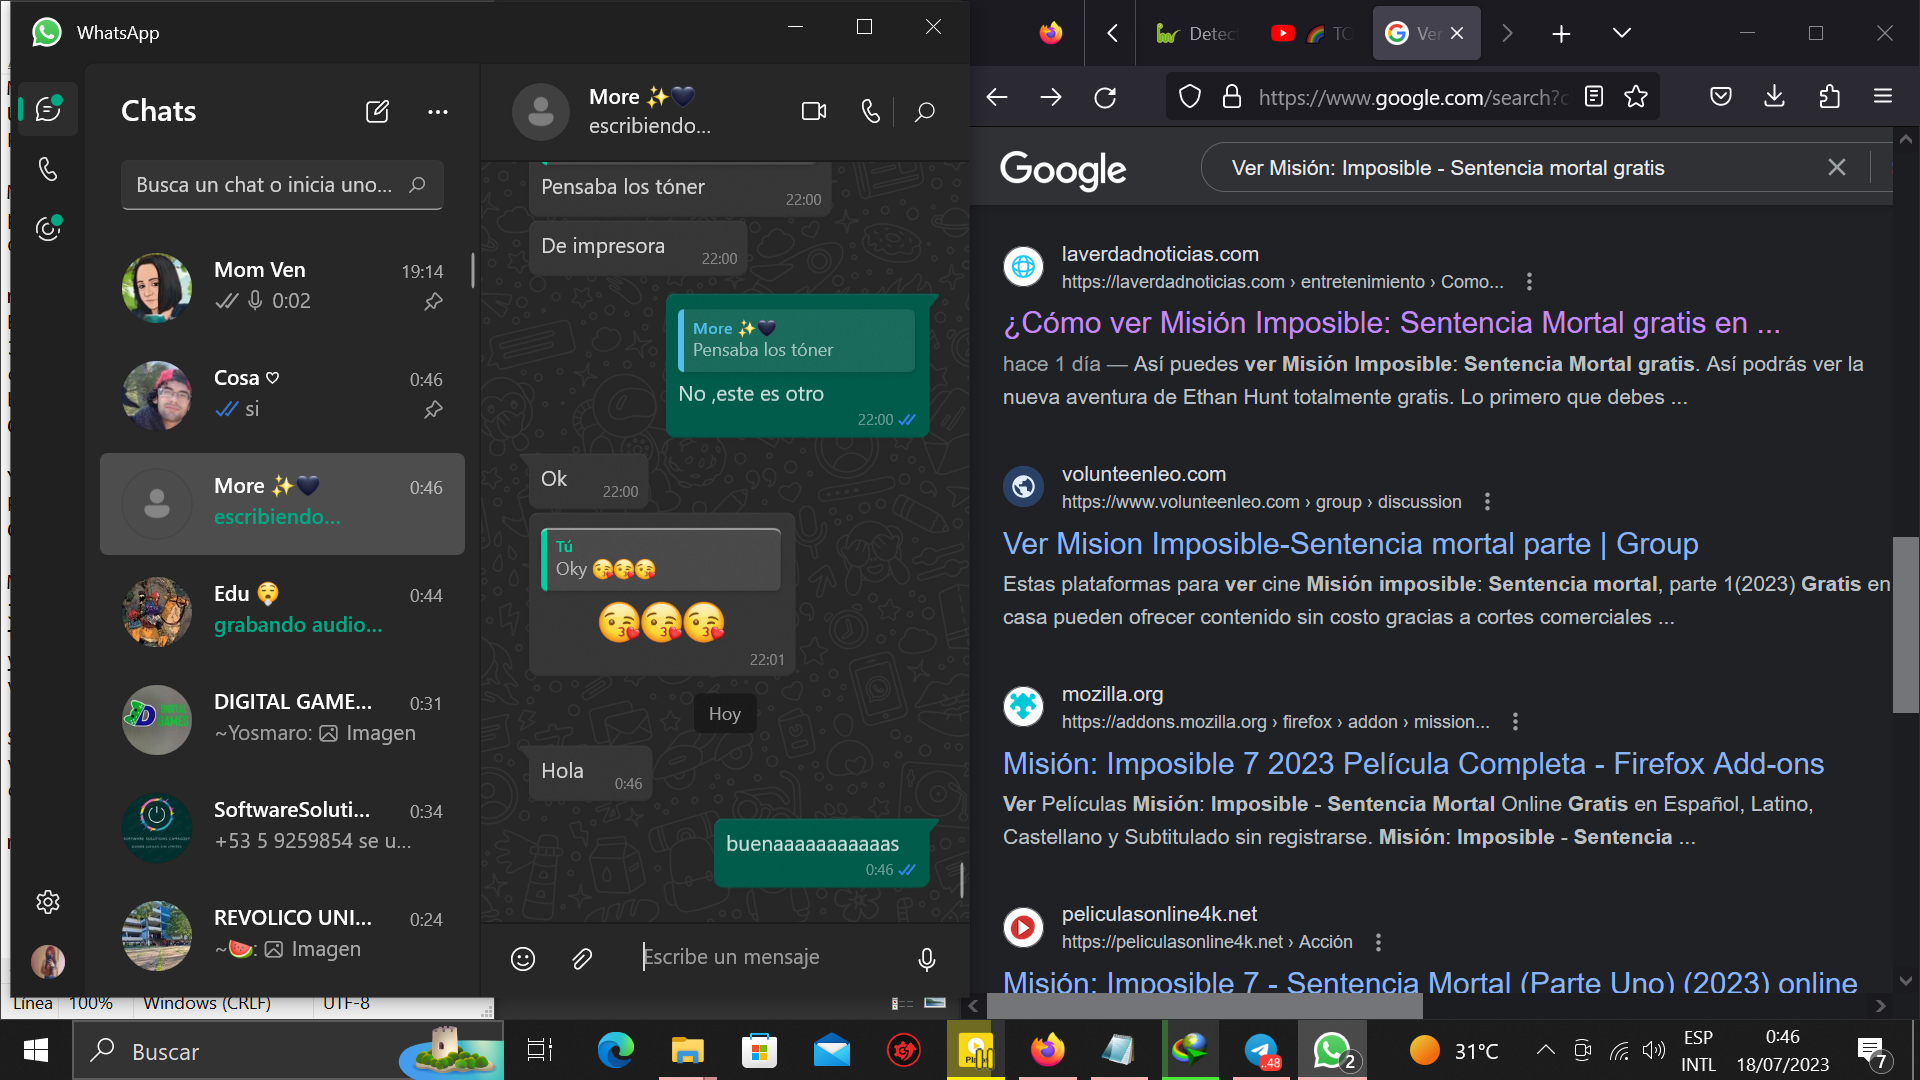 WhatsApp
Chats
Busca un chat o inicia uno...
Mom Ven
19:14
0:02
Cosa ♡
0:46
si
More ✨🖤
0:46
escribiendo...
Edu 😯
0:44
grabando audio...
DIGITAL GAME...
0:31
~Yosmaro: Imagen
SoftwareSoluti...
0:34
+53 5 9259854 se u...
REVOLICO UNI...
0:24
~🍉: Imagen
More ✨🖤
escribiendo...
Pensaba los tóner
22:00
De impresora
22:00
More ✨🖤
Pensaba los tóner
No ,este es otro
22:00
Ok
22:00
Tú
Oky 😘😘😘
😘😘😘
22:01
Hoy
Hola
0:46
buenaaaaaaaaaaas
0:46
Escribe un mensaje
Línea
100%
Windows (CRLF)
UTF-8
Detec
TO
Ver
https://www.google.com/search?
Google
Ver Misión: Imposible - Sentencia mortal gratis
laverdadnoticias.com
https://laverdadnoticias.com › entretenimiento › Como...
¿Cómo ver Misión Imposible: Sentencia Mortal gratis en ...
hace 1 día — Así puedes ver Misión Imposible: Sentencia Mortal gratis. Así podrás ver la
nueva aventura de Ethan Hunt totalmente gratis. Lo primero que debes ...
volunteenleo.com
https://www.volunteenleo.com › group › discussion
Ver Mision Imposible-Sentencia mortal parte | Group
Estas plataformas para ver cine Misión imposible: Sentencia mortal, parte 1(2023) Gratis en
casa pueden ofrecer contenido sin costo gracias a cortes comerciales ...
mozilla.org
https://addons.mozilla.org › firefox › addon › mission...
Misión: Imposible 7 2023 Película Completa - Firefox Add-ons
Ver Películas Misión: Imposible - Sentencia Mortal Online Gratis en Español, Latino,
Castellano y Subtitulado sin registrarse. Misión: Imposible - Sentencia ...
peliculasonline4k.net
https://peliculasonline4k.net › Acción
Misión: Imposible 7 - Sentencia Mortal (Parte Uno) (2023) online
Buscar
..48
2
31°C
ESP
INTL
0:46
18/07/2023
7